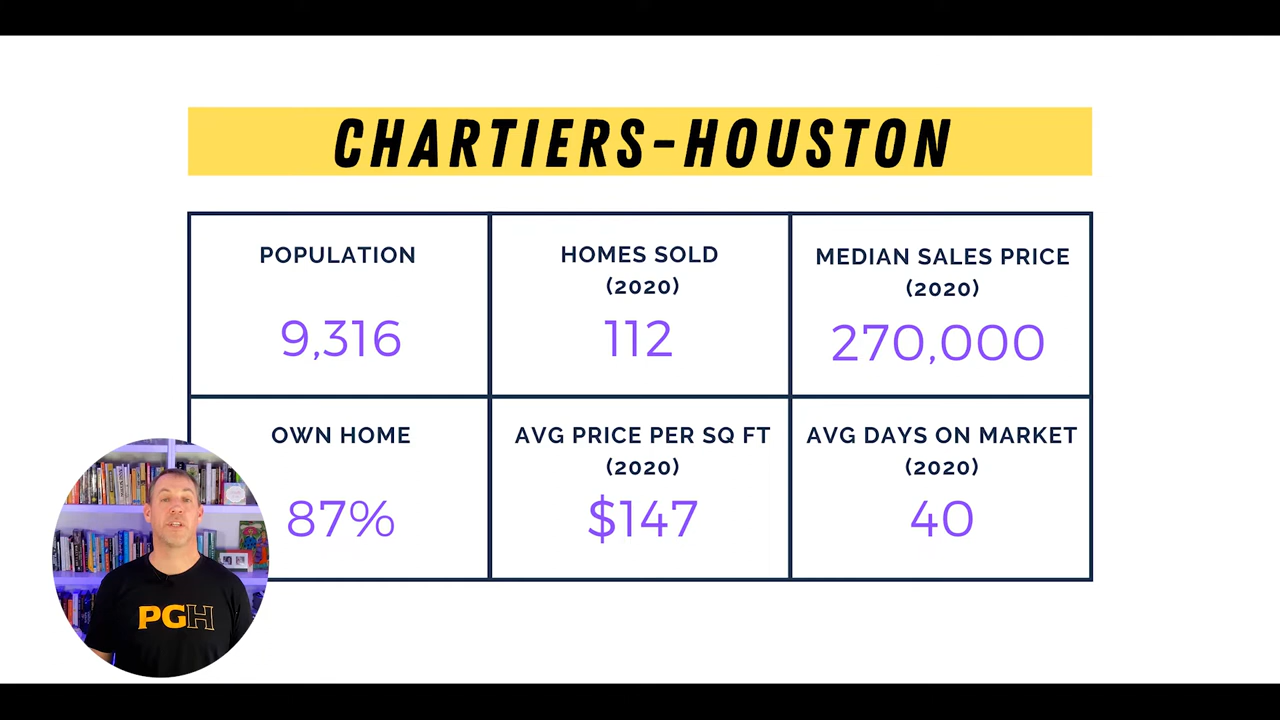 CHARTIERS-HOUSTON
POPULATION
9,316
HOMES SOLD
(2020)
112
MEDIAN SALES PRICE
(2020)
270,000
OWN HOME
87%
AVG PRICE PER SQ FT
(2020)
$147
AVG DAYS ON MARKET
(2020)
40
PGH